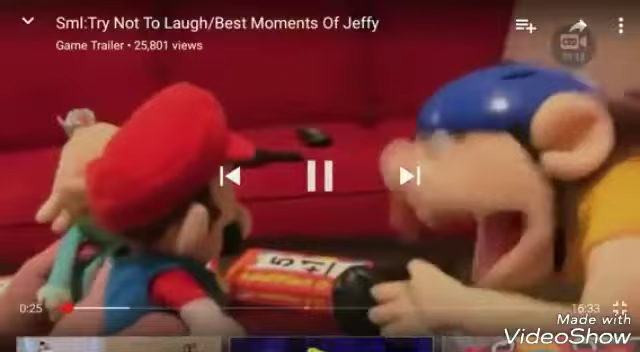 Sml:Try Not To Laugh/Best Moments Of Jeffy
Game Trailer • 25,801 views
0:25
16:33
Made with
VideoShow